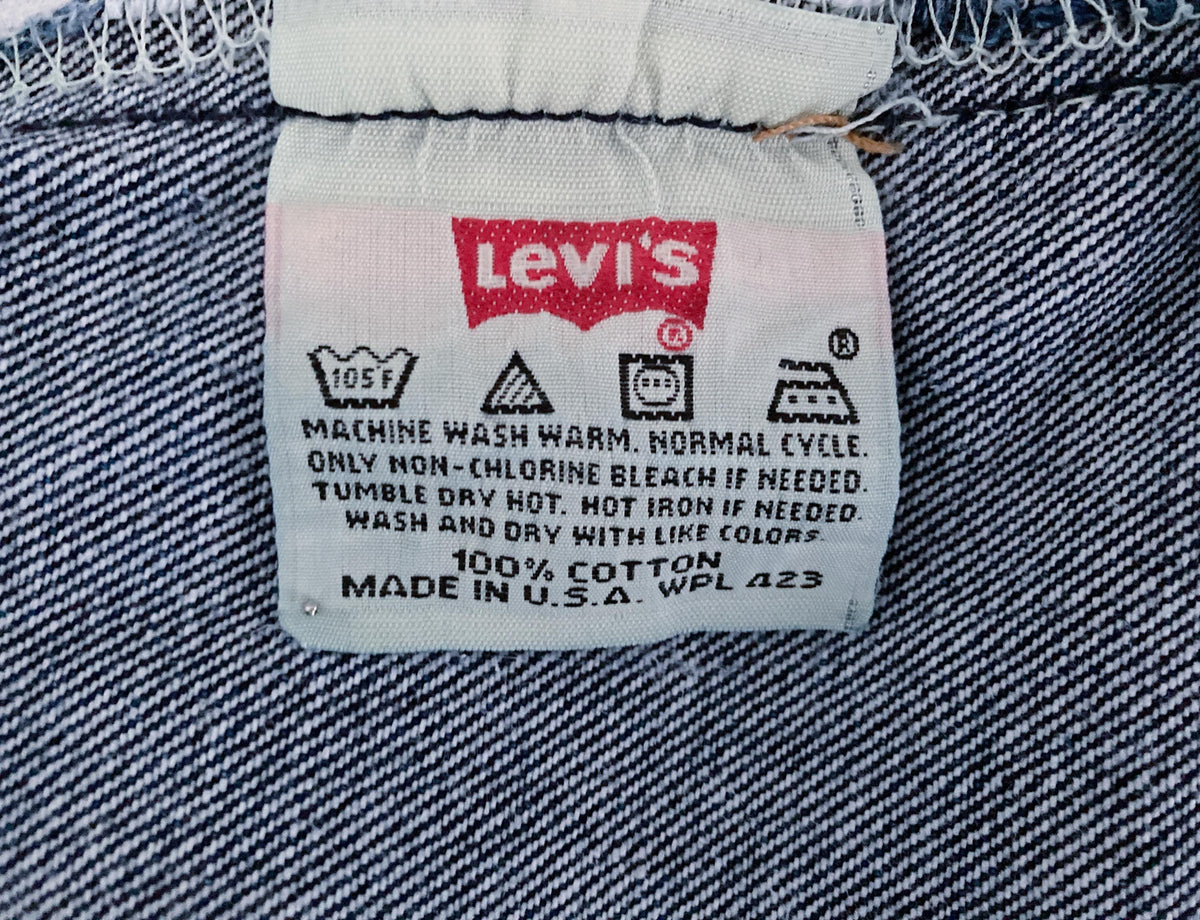 Levi's
®
105°F
MACHINE WASH WARM. NORMAL CYCLE.
ONLY NON-CHLORINE BLEACH IF NEEDED.
TUMBLE DRY HOT. HOT IRON IF NEEDED.
WASH AND DRY WITH LIKE COLORS.
100% COTTON
MADE IN U.S.A. WPL 423